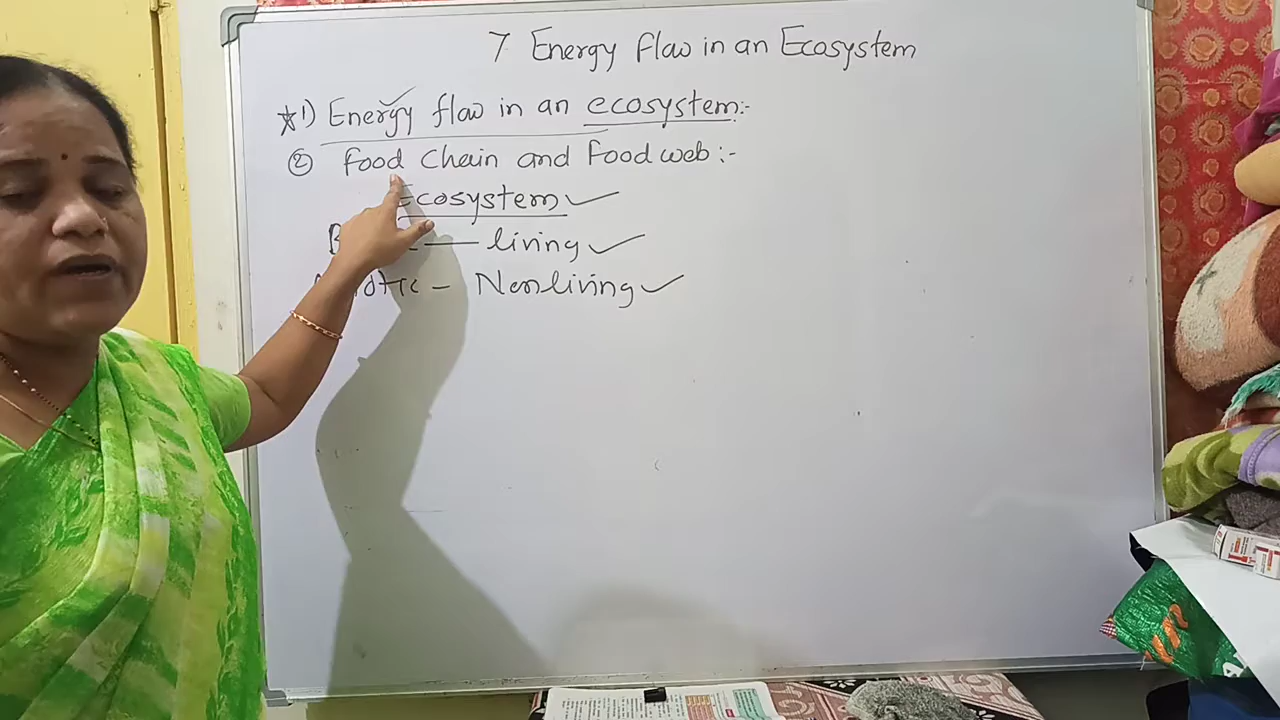 7 Energy flow in an Ecosystem
☆1) Energy flow in an ecosystem:-
② food Chain and Food web :-
Ecosystem ✓
living ✓
- Nonliving ✓